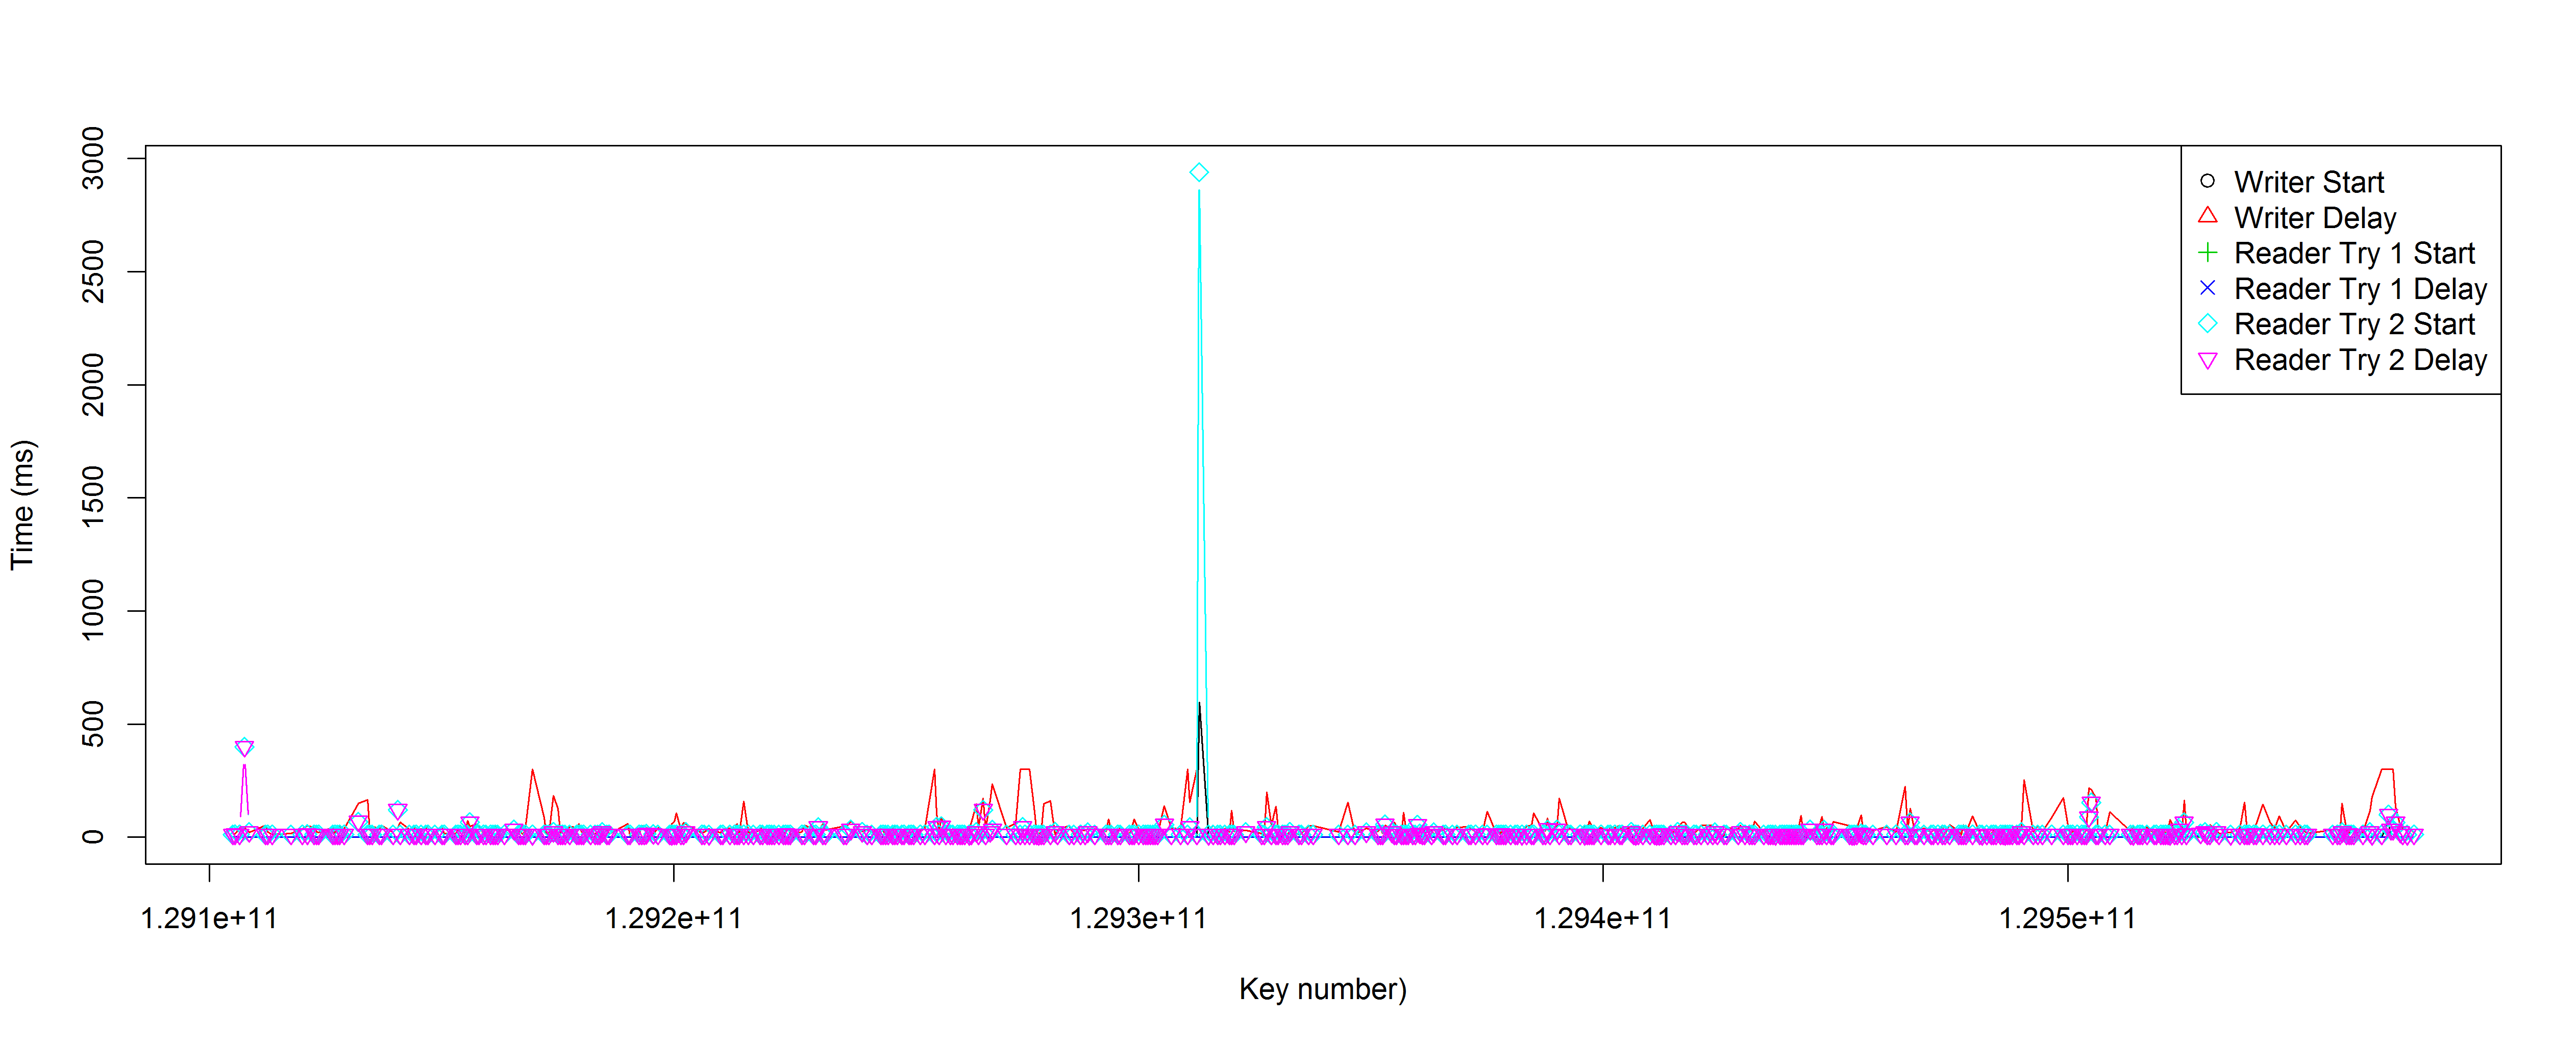 3000
2500
2000
1500
1000
500
0
Time (ms)
Writer Start
Writer Delay
Reader Try 1 Start
Reader Try 1 Delay
Reader Try 2 Start
Reader Try 2 Delay
1.291e+11 1.292e+11 1.293e+11 1.294e+11 1.295e+11
Key number)